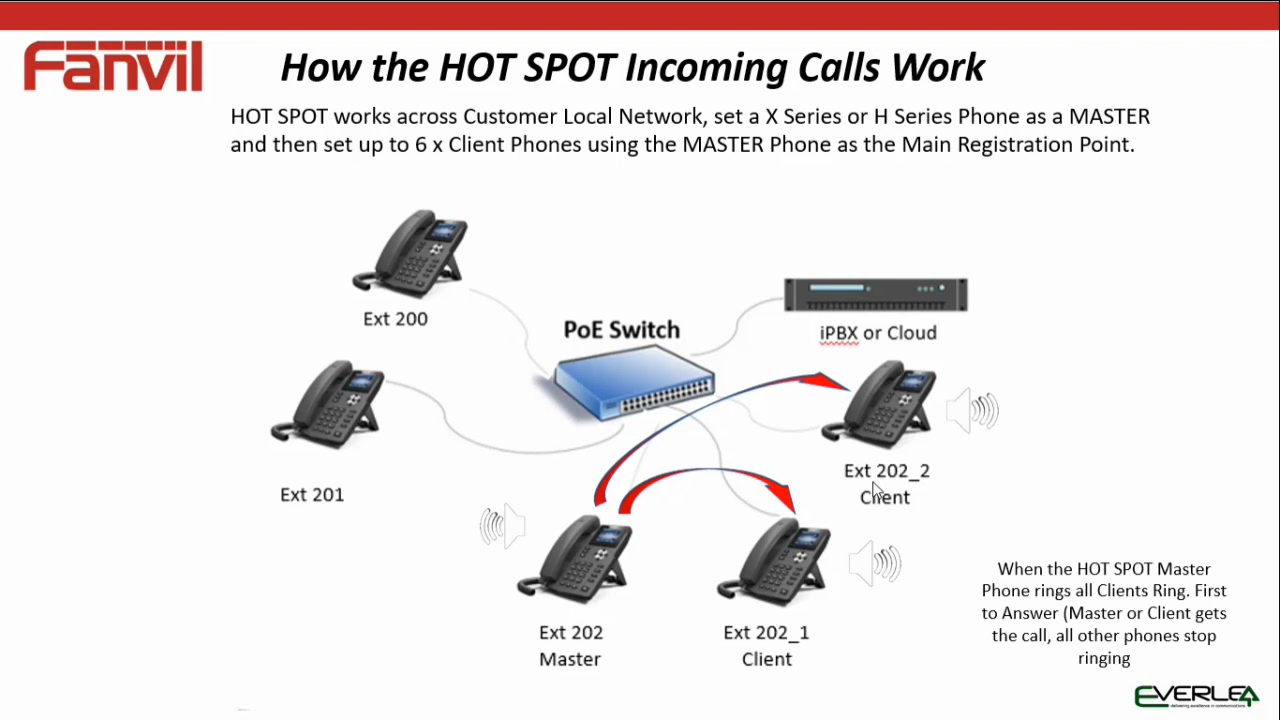 Fanvil
How the HOT SPOT Incoming Calls Work
HOT SPOT works across Customer Local Network, set a X Series or H Series Phone as a MASTER
and then set up to 6 x Client Phones using the MASTER Phone as the Main Registration Point.
Ext 200
PoE Switch
iPBX or Cloud
Ext 201
Ext 202_2
Client
Ext 202
Master
Ext 202_1
Client
When the HOT SPOT Master
Phone rings all Clients Ring. First
to Answer (Master or Client gets
the call, all other phones stop
ringing
EVERLEA
delivering excellence in communications